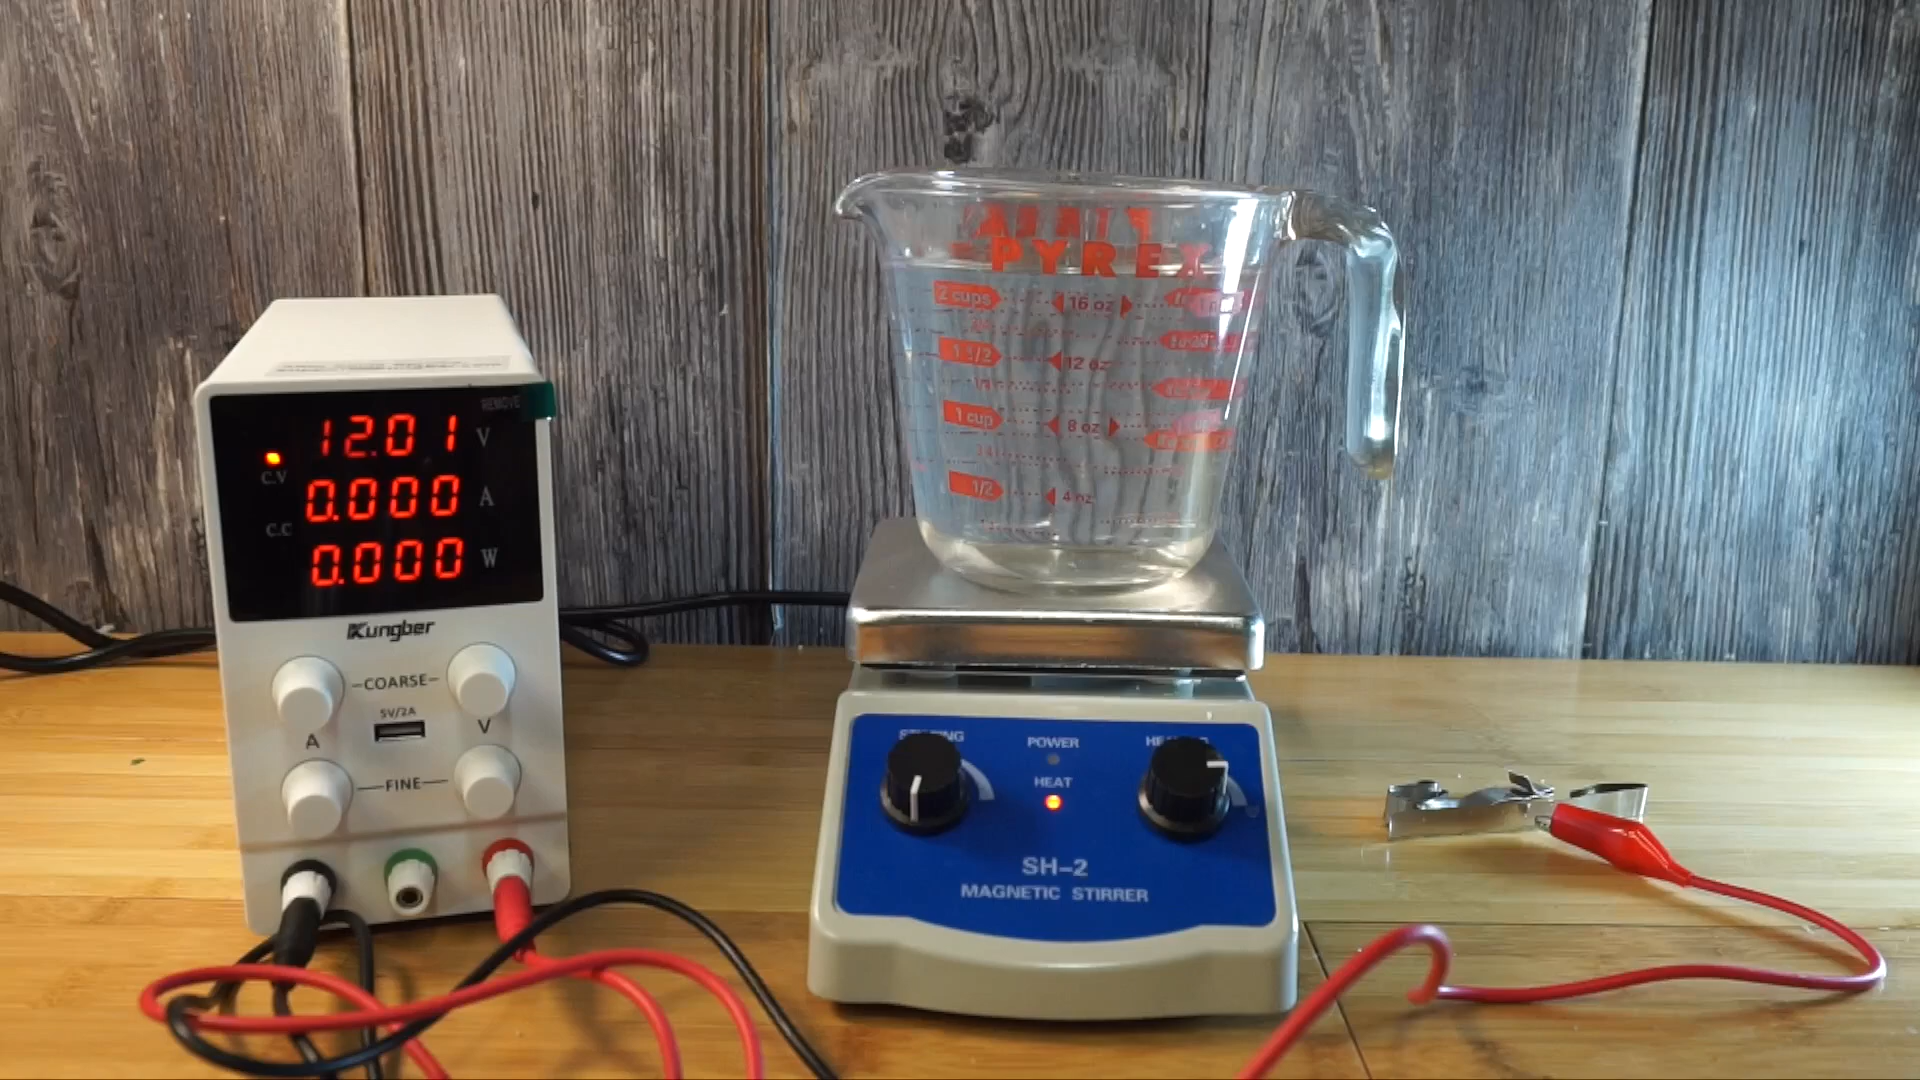 REMOVE
12.01 V
C.V
0.000 A
C.C
0.000 W
Kungber
COARSE
5V/2A
A
V
FINE
PYREX
2 cups
16 oz
1 1/2
12 oz
1 cup
8 oz
1/2
4 oz
POWER
HEAT
SH-2
MAGNETIC STIRRER